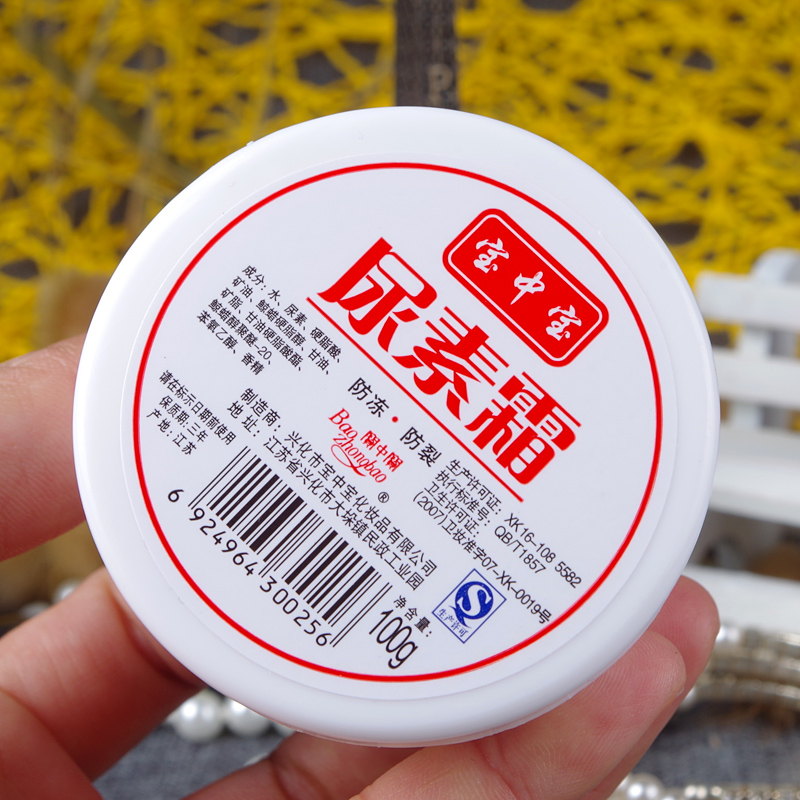 宝中宝
尿素霜
防冻·防裂
Bao
Zhongbao
®
成分：水、尿素、硬脂酸、
矿油、鲸蜡硬脂醇、甘油、
矿脂、甘油硬脂酸酯、
鲸蜡醇聚醚-20、
苯氧乙醇、香精
请在标示日期前使用
保质期：三年
产地：江苏
制造商：兴化市宝中宝化妆品有限公司
地址：江苏省兴化市大垛镇民政工业园
生产许可证：XK16-108 5582
执行标准号：QB/T1857
卫生许可证：
(2007)卫妆准字07-XK-0019号
6 924964 300256
净含量：
100g
生产许可